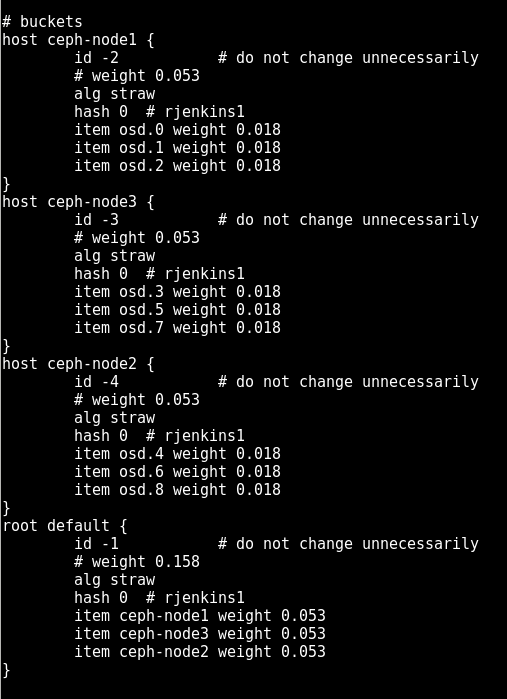 # buckets
host ceph-node1 {
        id -2           # do not change unnecessarily
        # weight 0.053
        alg straw
        hash 0  # rjenkins1
        item osd.0 weight 0.018
        item osd.1 weight 0.018
        item osd.2 weight 0.018
}
host ceph-node3 {
        id -3           # do not change unnecessarily
        # weight 0.053
        alg straw
        hash 0  # rjenkins1
        item osd.3 weight 0.018
        item osd.5 weight 0.018
        item osd.7 weight 0.018
}
host ceph-node2 {
        id -4           # do not change unnecessarily
        # weight 0.053
        alg straw
        hash 0  # rjenkins1
        item osd.4 weight 0.018
        item osd.6 weight 0.018
        item osd.8 weight 0.018
}
root default {
        id -1           # do not change unnecessarily
        # weight 0.158
        alg straw
        hash 0  # rjenkins1
        item ceph-node1 weight 0.053
        item ceph-node3 weight 0.053
        item ceph-node2 weight 0.053
}